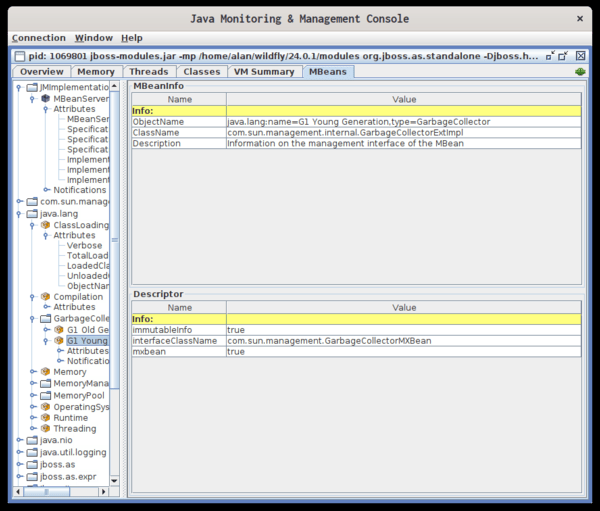 Java Monitoring & Management Console
Connection Window Help
pid: 1069801 jboss-modules.jar -mp /home/alan/wildfly/24.0.1/modules org.jboss.as.standalone -Djboss.h...
Overview Memory Threads Classes VM Summary MBeans
JMImplementatio
MBeanServer
Attributes
MBeanSer
Specificat
Specificat
Specificat
Implement
Implement
Implement
Notifications
com.sun.manage
java.lang
ClassLoading
Attributes
Verbose
TotalLoad
LoadedCla
Unloaded
ObjectNar
Compilation
Attributes
GarbageColle
G1 Old Ge
G1 Young
Attributes
Notificatio
Memory
MemoryMana
MemoryPool
OperatingSys
Runtime
Threading
java.nio
java.util.logging
jboss.as
jboss.as.expr
MBeanInfo
Name Value
Info:
ObjectName java.lang:name=G1 Young Generation,type=GarbageCollector
ClassName com.sun.management.internal.GarbageCollectorExtImpl
Description Information on the management interface of the MBean
Descriptor
Name Value
Info:
immutableInfo true
interfaceClassName com.sun.management.GarbageCollectorMXBean
mxbean true